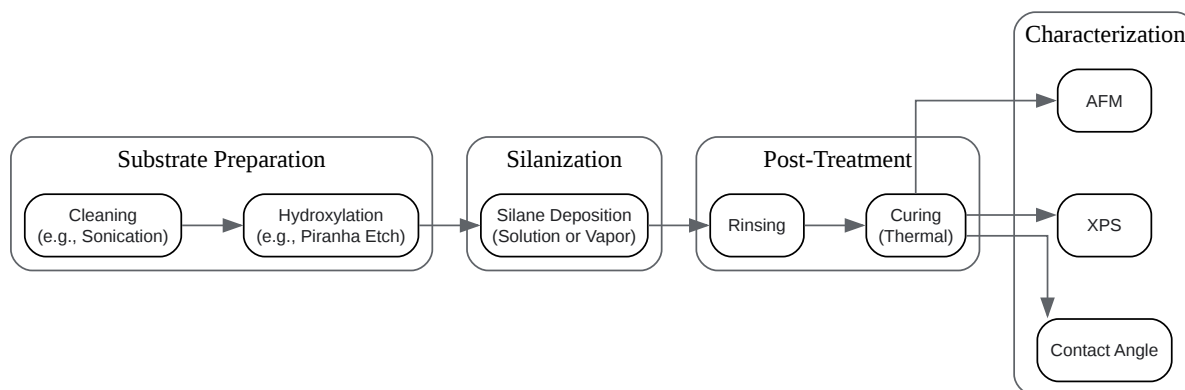 Substrate Preparation
Cleaning
(e.g., Sonication)
Hydroxylation
(e.g., Piranha Etch)
Silanization
Silane Deposition
(Solution or Vapor)
Post-Treatment
Rinsing
Curing
(Thermal)
Characterization
AFM
XPS
Contact Angle